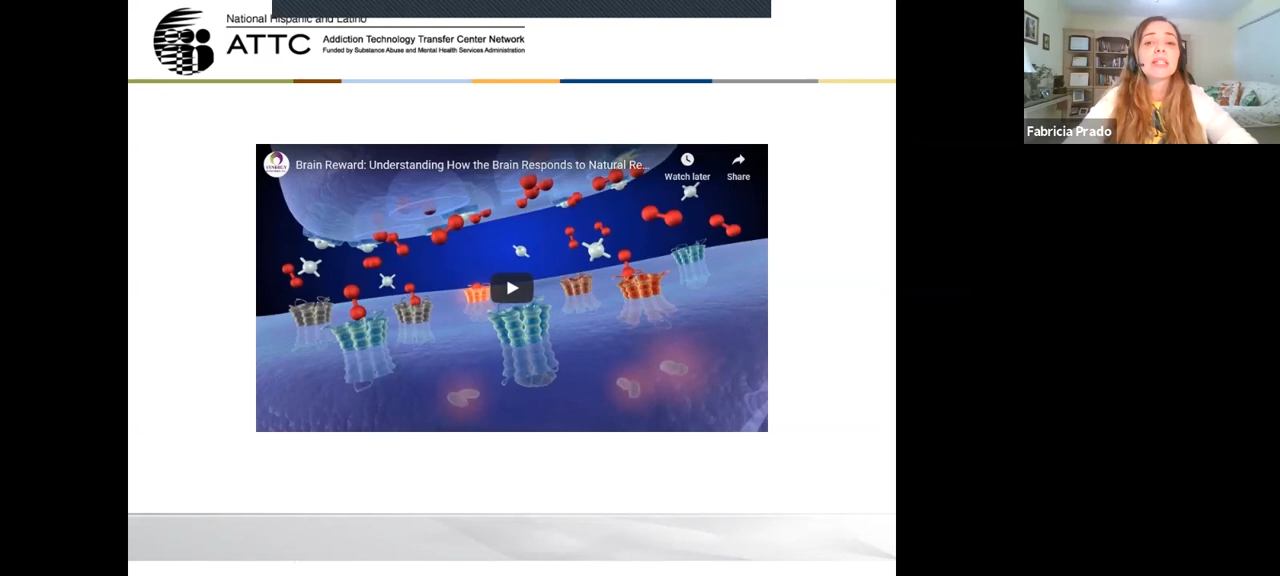 National Hispanic and Latino
ATTC
Addiction Technology Transfer Center Network
Funded by Substance Abuse and Mental Health Services Administration
Brain Reward: Understanding How the Brain Responds to Natural Re...
Watch later
Share
Fabricia Prado